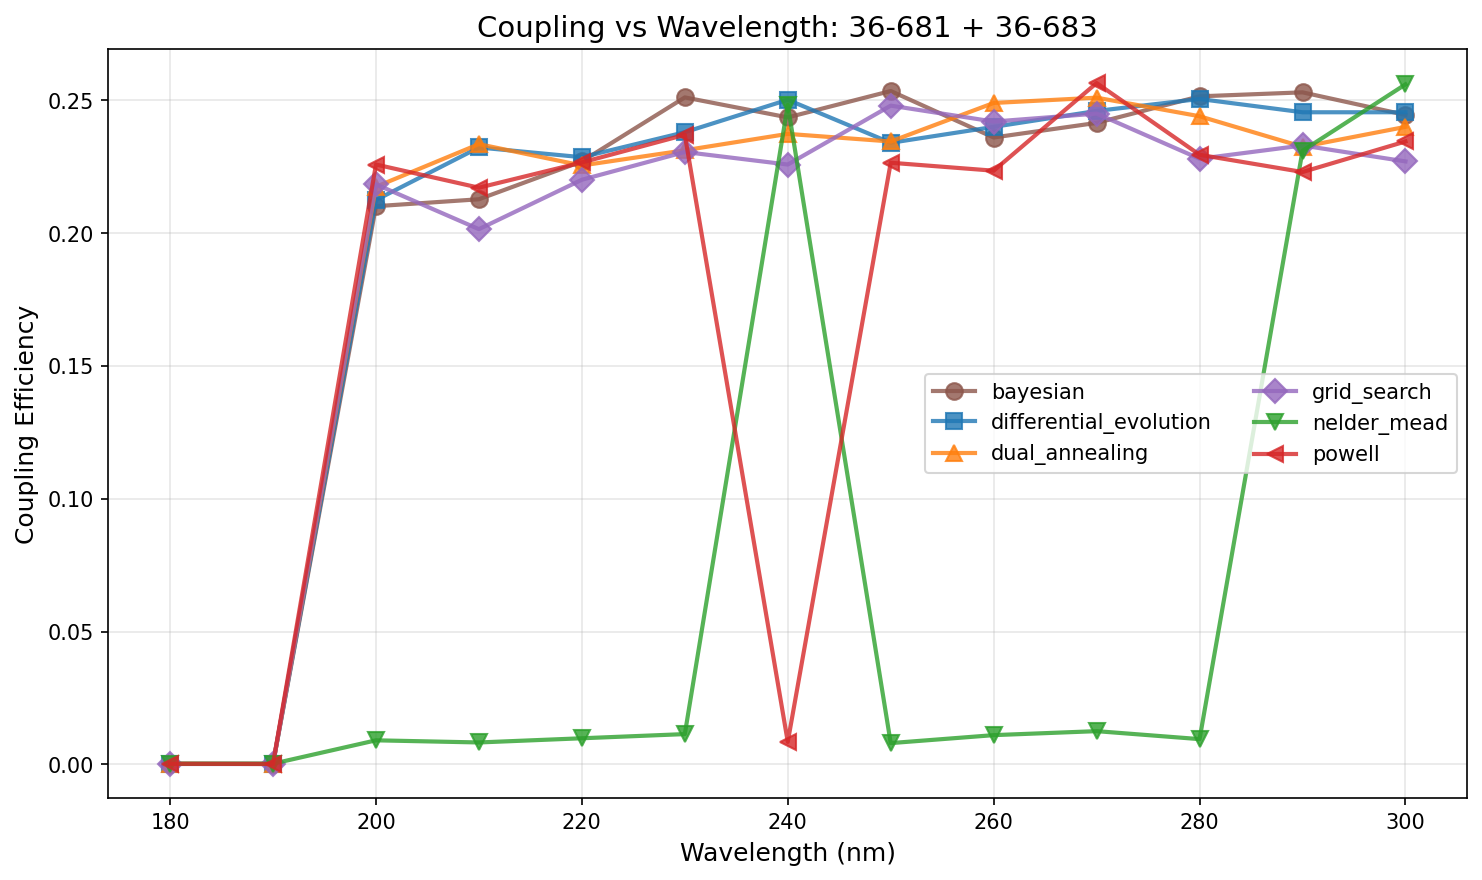 Coupling vs Wavelength: 36-681 + 36-683
Coupling Efficiency
0.25
0.20
0.15
0.10
0.05
0.00
bayesian
differential_evolution
dual_annealing
grid_search
nelder_mead
powell
180 200 220 240 260 280 300
Wavelength (nm)